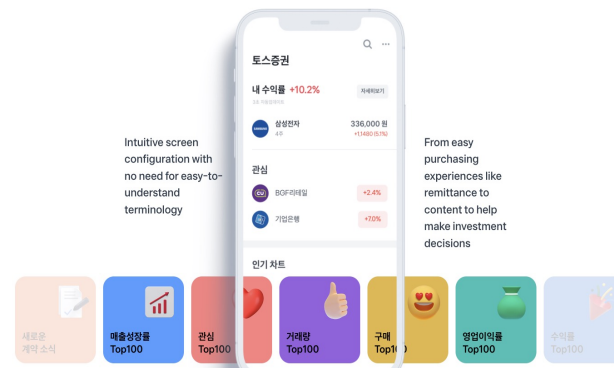 토스증권
내 수익률 +10.2%
자세히보기
SAMSUNG
삼성전자
336,000 원
4주
Intuitive screen
configuration with
no need for easy-to-
understand
terminology
From easy
purchasing
experiences like
remittance to
content to help
make investment
decisions
관심
CU
BGF리테일
+2.4%
기업은행
+7.0%
인기 차트
새로운
계약 소식
매출성장률
Top100
관심
Top100
거래량
Top100
구매
Top100
영업이익률
Top100
수익률
Top100